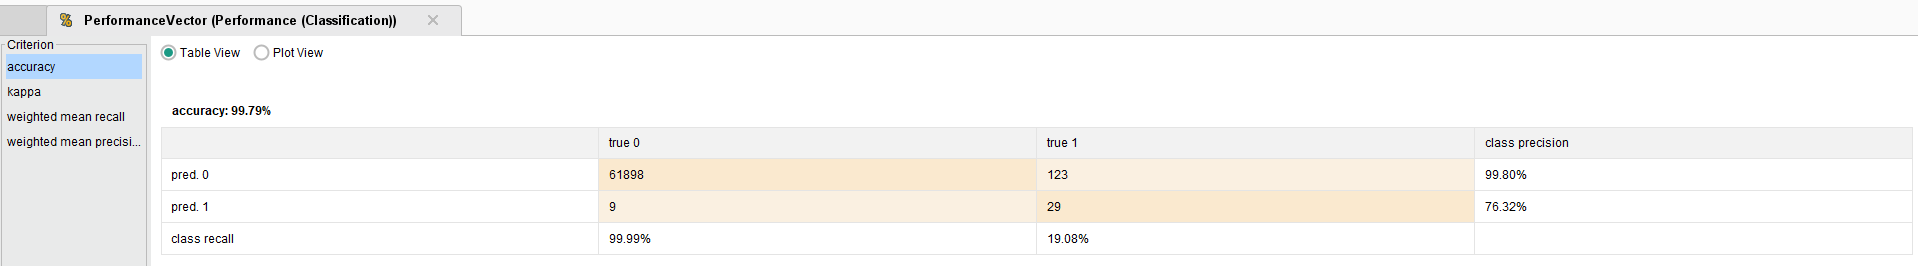 PerformanceVector (Performance (Classification))
Criterion
accuracy
kappa
weighted mean recall
weighted mean precisi...
Table View Plot View
accuracy: 99.79%
true 0 true 1 class precision
pred. 0 61898 123 99.80%
pred. 1 9 29 76.32%
class recall 99.99% 19.08%